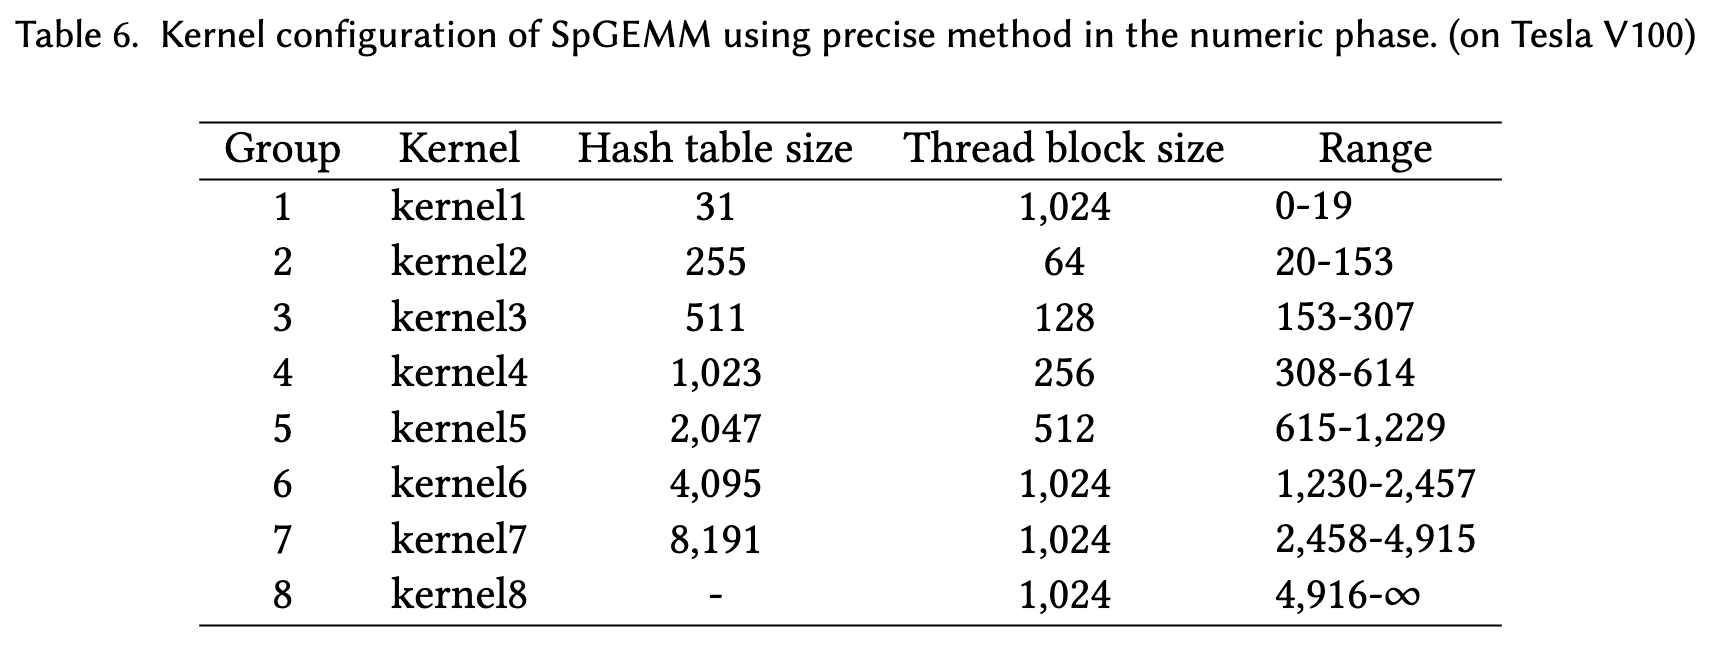 Table 6. Kernel configuration of SpGEMM using precise method in the numeric phase. (on Tesla V100)
Group Kernel Hash table size Thread block size Range
1 kernel1 31 1,024 0-19
2 kernel2 255 64 20-153
3 kernel3 511 128 153-307
4 kernel4 1,023 256 308-614
5 kernel5 2,047 512 615-1,229
6 kernel6 4,095 1,024 1,230-2,457
7 kernel7 8,191 1,024 2,458-4,915
8 kernel8 - 1,024 4,916-∞